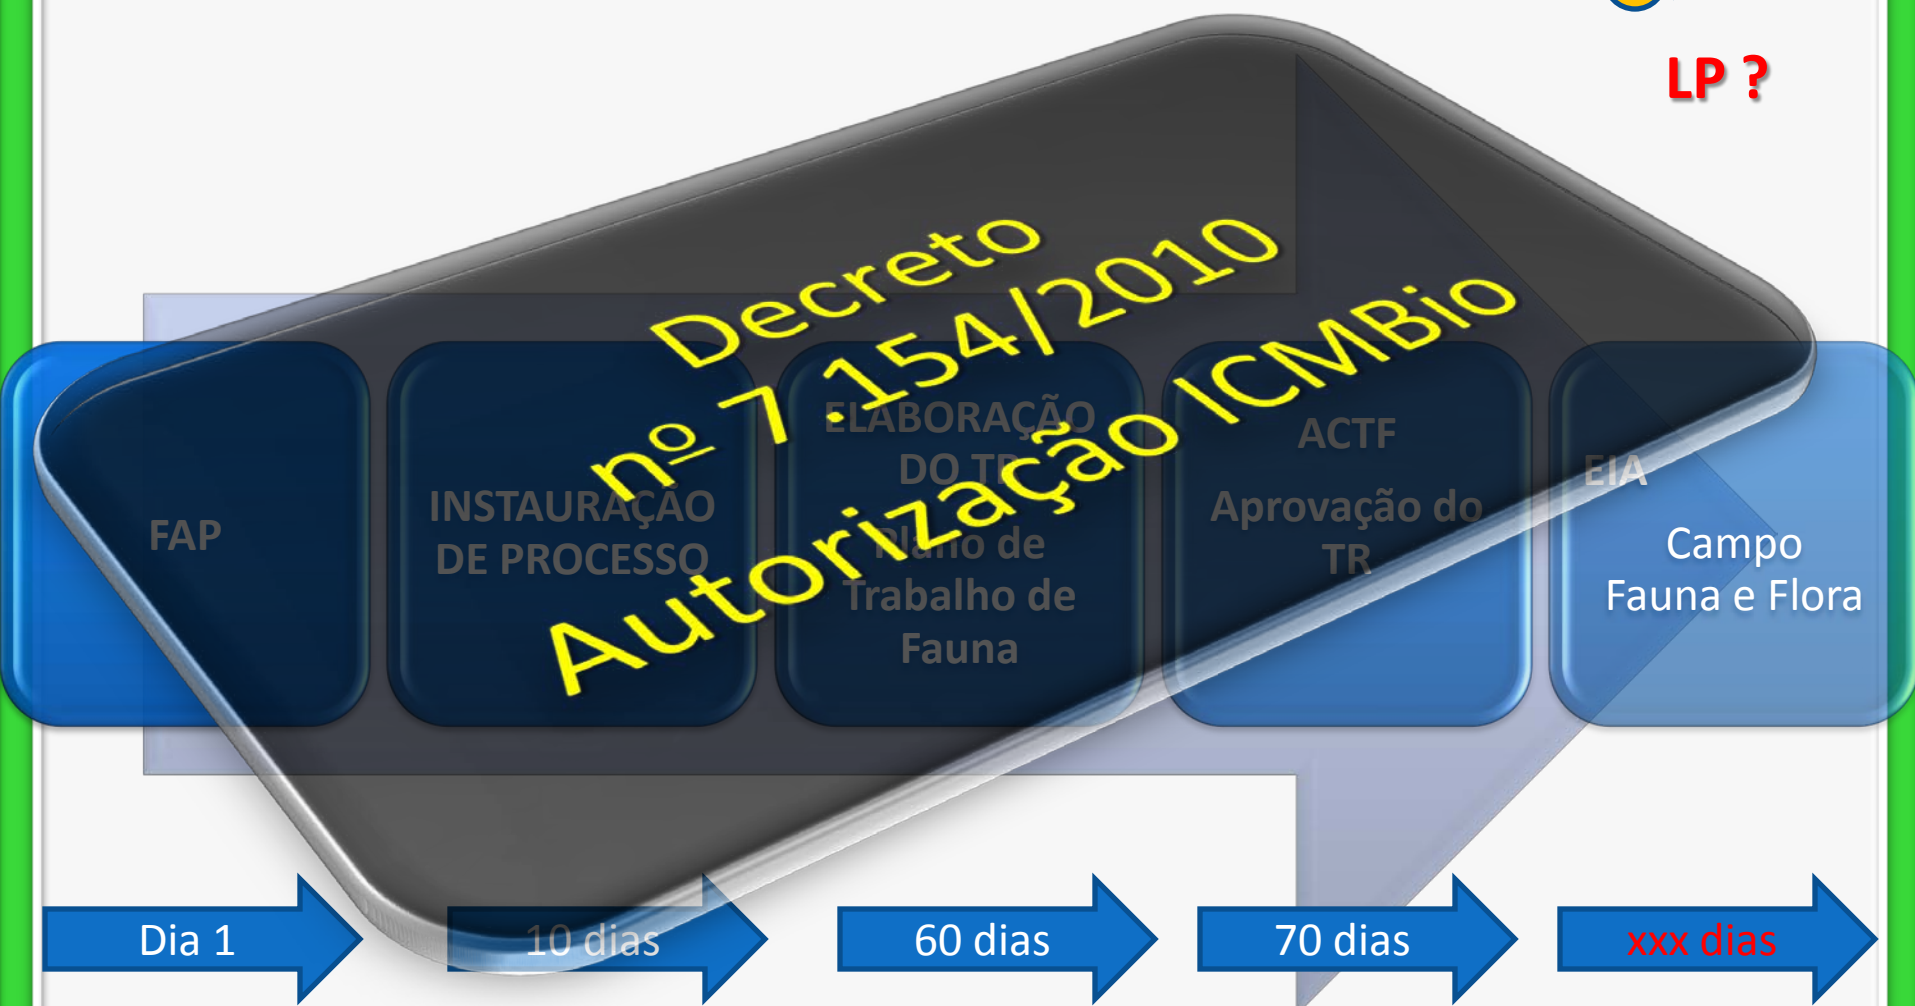 LP ?
Decreto
nº 7.154/2010
Autorização ICMBio
FAP
INSTAURAÇÃO
DE PROCESSO
ELABORAÇÃO
DO TR
Plano de
Trabalho de
Fauna
ACTF
Aprovação do
TR
EIA
Campo
Fauna e Flora
Dia 1
10 dias
60 dias
70 dias
xxx dias